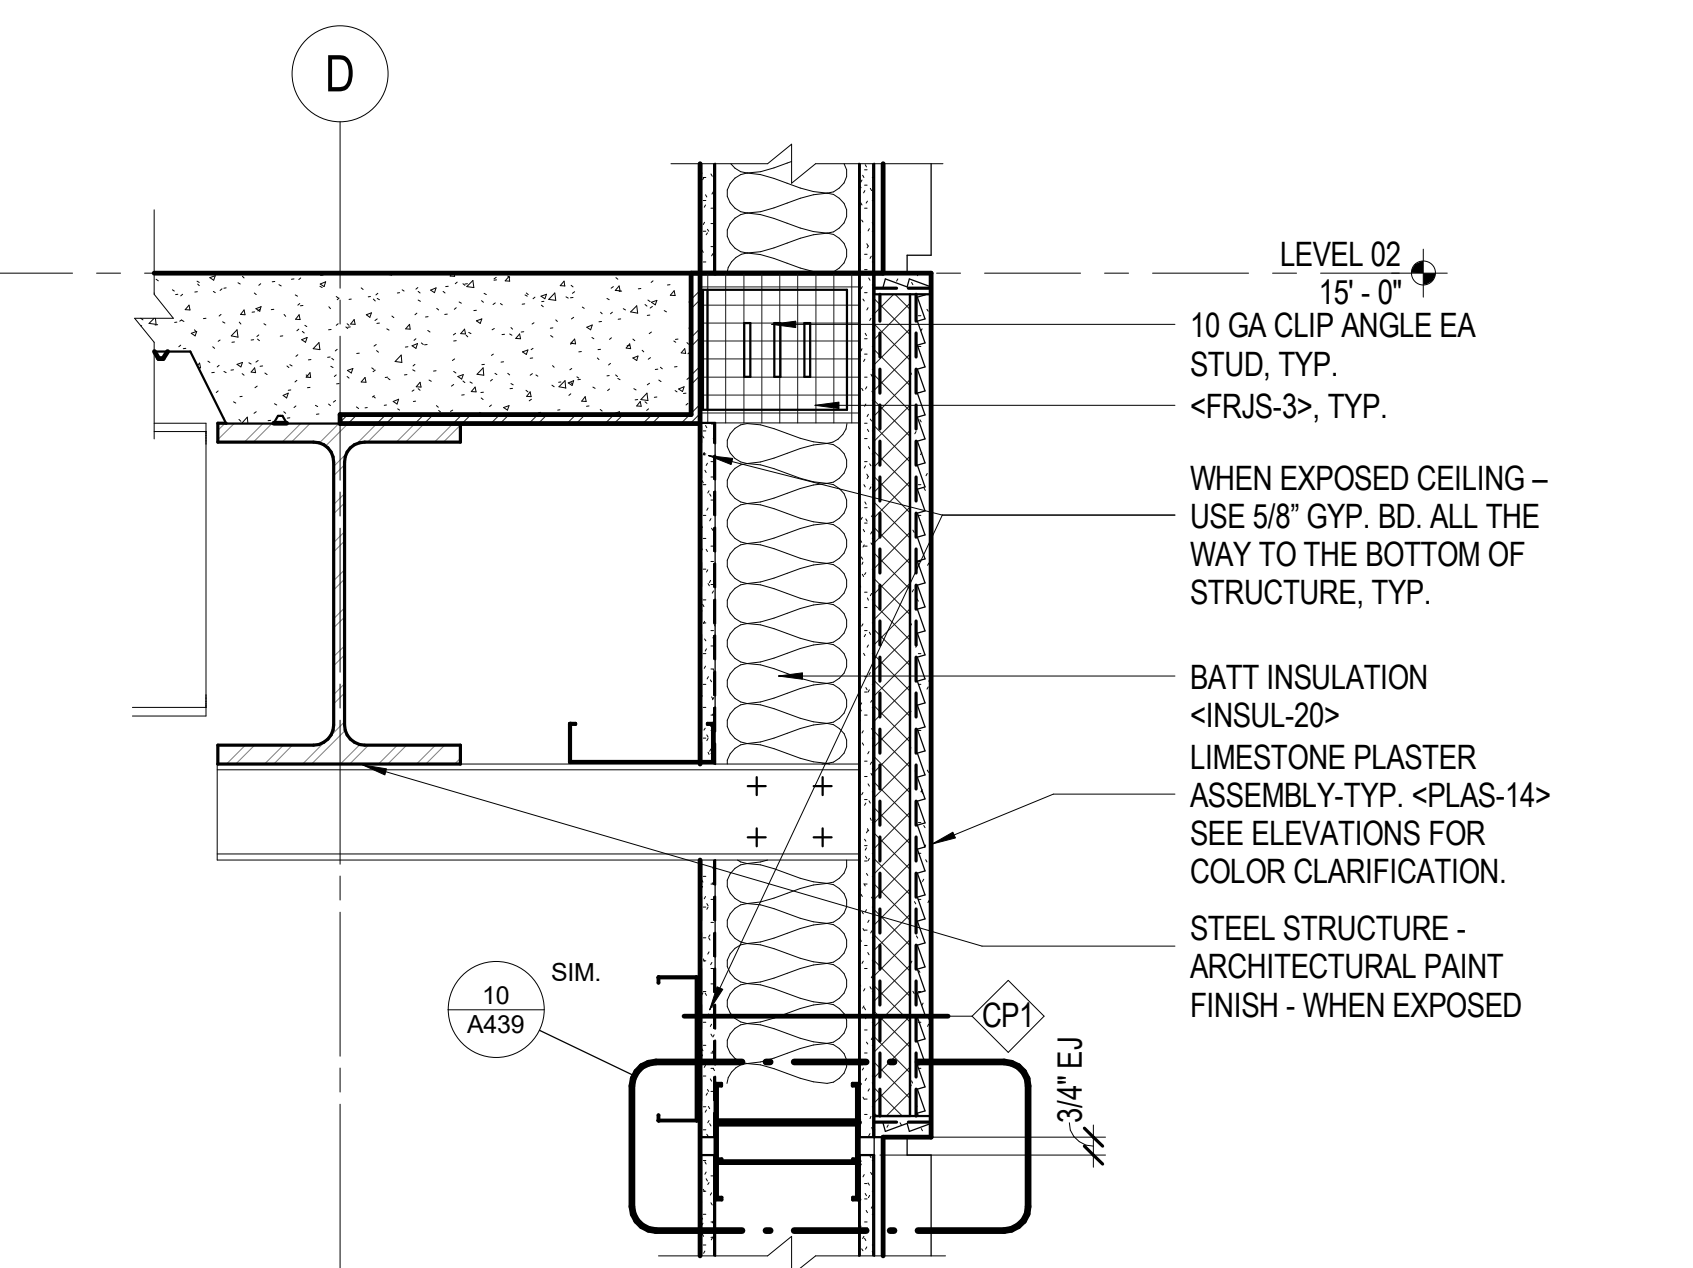 D
LEVEL 02
15' - 0"
10 GA CLIP ANGLE EA
STUD, TYP.
<FRJS-3>, TYP.
WHEN EXPOSED CEILING –
USE 5/8” GYP. BD. ALL THE
WAY TO THE BOTTOM OF
STRUCTURE, TYP.
BATT INSULATION
<INSUL-20>
LIMESTONE PLASTER
ASSEMBLY-TYP. <PLAS-14>
SEE ELEVATIONS FOR
COLOR CLARIFICATION.
STEEL STRUCTURE -
ARCHITECTURAL PAINT
FINISH - WHEN EXPOSED
SIM.
10
A439
CP1
3/4" EJ